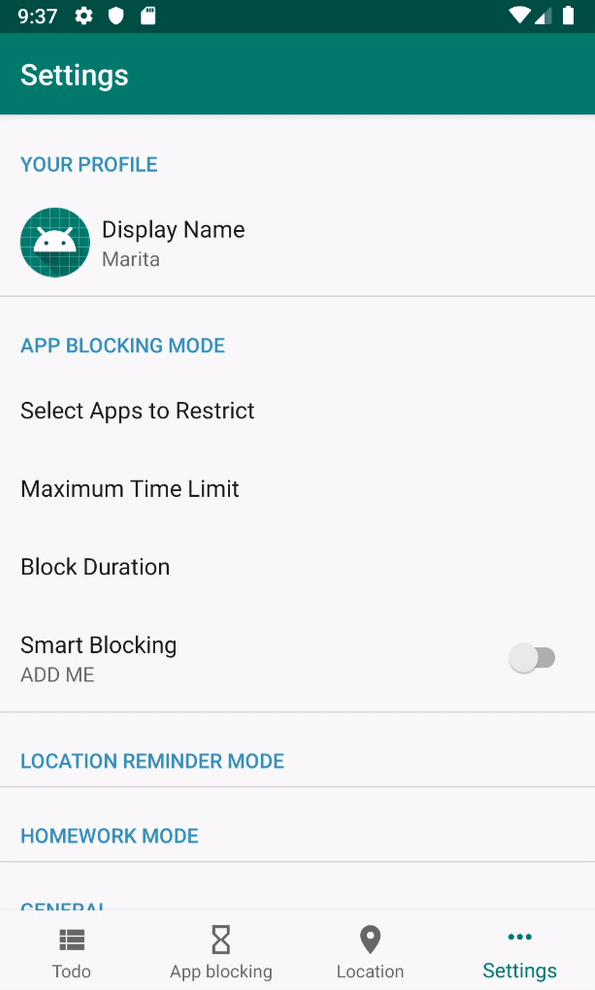 9:37
Settings
YOUR PROFILE
Display Name
Marita
APP BLOCKING MODE
Select Apps to Restrict
Maximum Time Limit
Block Duration
Smart Blocking
ADD ME
LOCATION REMINDER MODE
HOMEWORK MODE
GENERAL
Todo
App blocking
Location
Settings